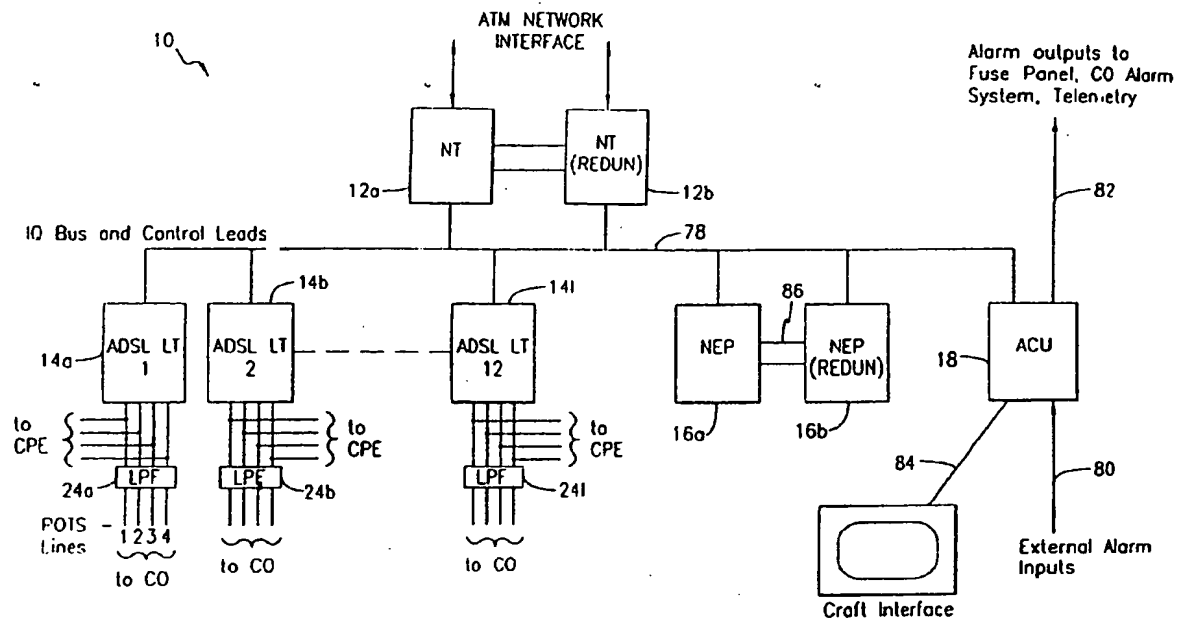 10
ATM NETWORK
INTERFACE
Alarm outputs to
Fuse Panel, CO Alarm
System, Telemetry
NT
NT
(REDUN)
12a
12b
82
IQ Bus and Control Leads
78
14b
14l
86
14a
ADSL LT
1
ADSL LT
2
ADSL LT
12
NEP
NEP
(REDUN)
18
ACU
to
CPE
to
CPE
to
CPE
16a
16b
84
80
24a
LPF
LPF
24b
LPF
24l
POTS
Lines
1 2 3 4
to CO
to CO
to CO
External Alarm
Inputs
Craft Interface